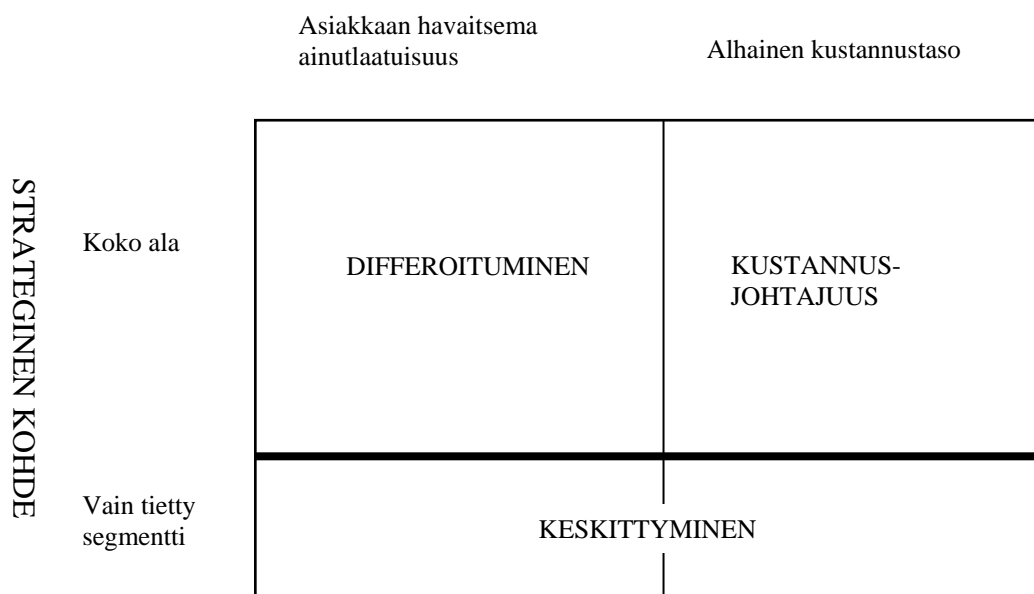 Asiakkaan havaitsema
ainutlaatuisuus
Alhainen kustannustaso
STRATEGINEN KOHDE
Koko ala
DIFFEROITUMINEN
KUSTANNUS-
JOHTAJUUS
Vain tietty
segmentti
KESKITTYMINEN